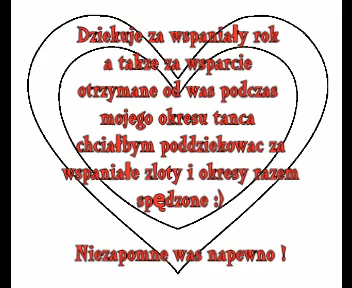 Dziekuje za wspaniały rok
a takze za wsparcie
otrzymane od was podczas
mojego okresu tanca
chciałbym poddziekowac za
wspaniałe zloty i okresy razem
spędzone :)
Niezapomne was napewno !